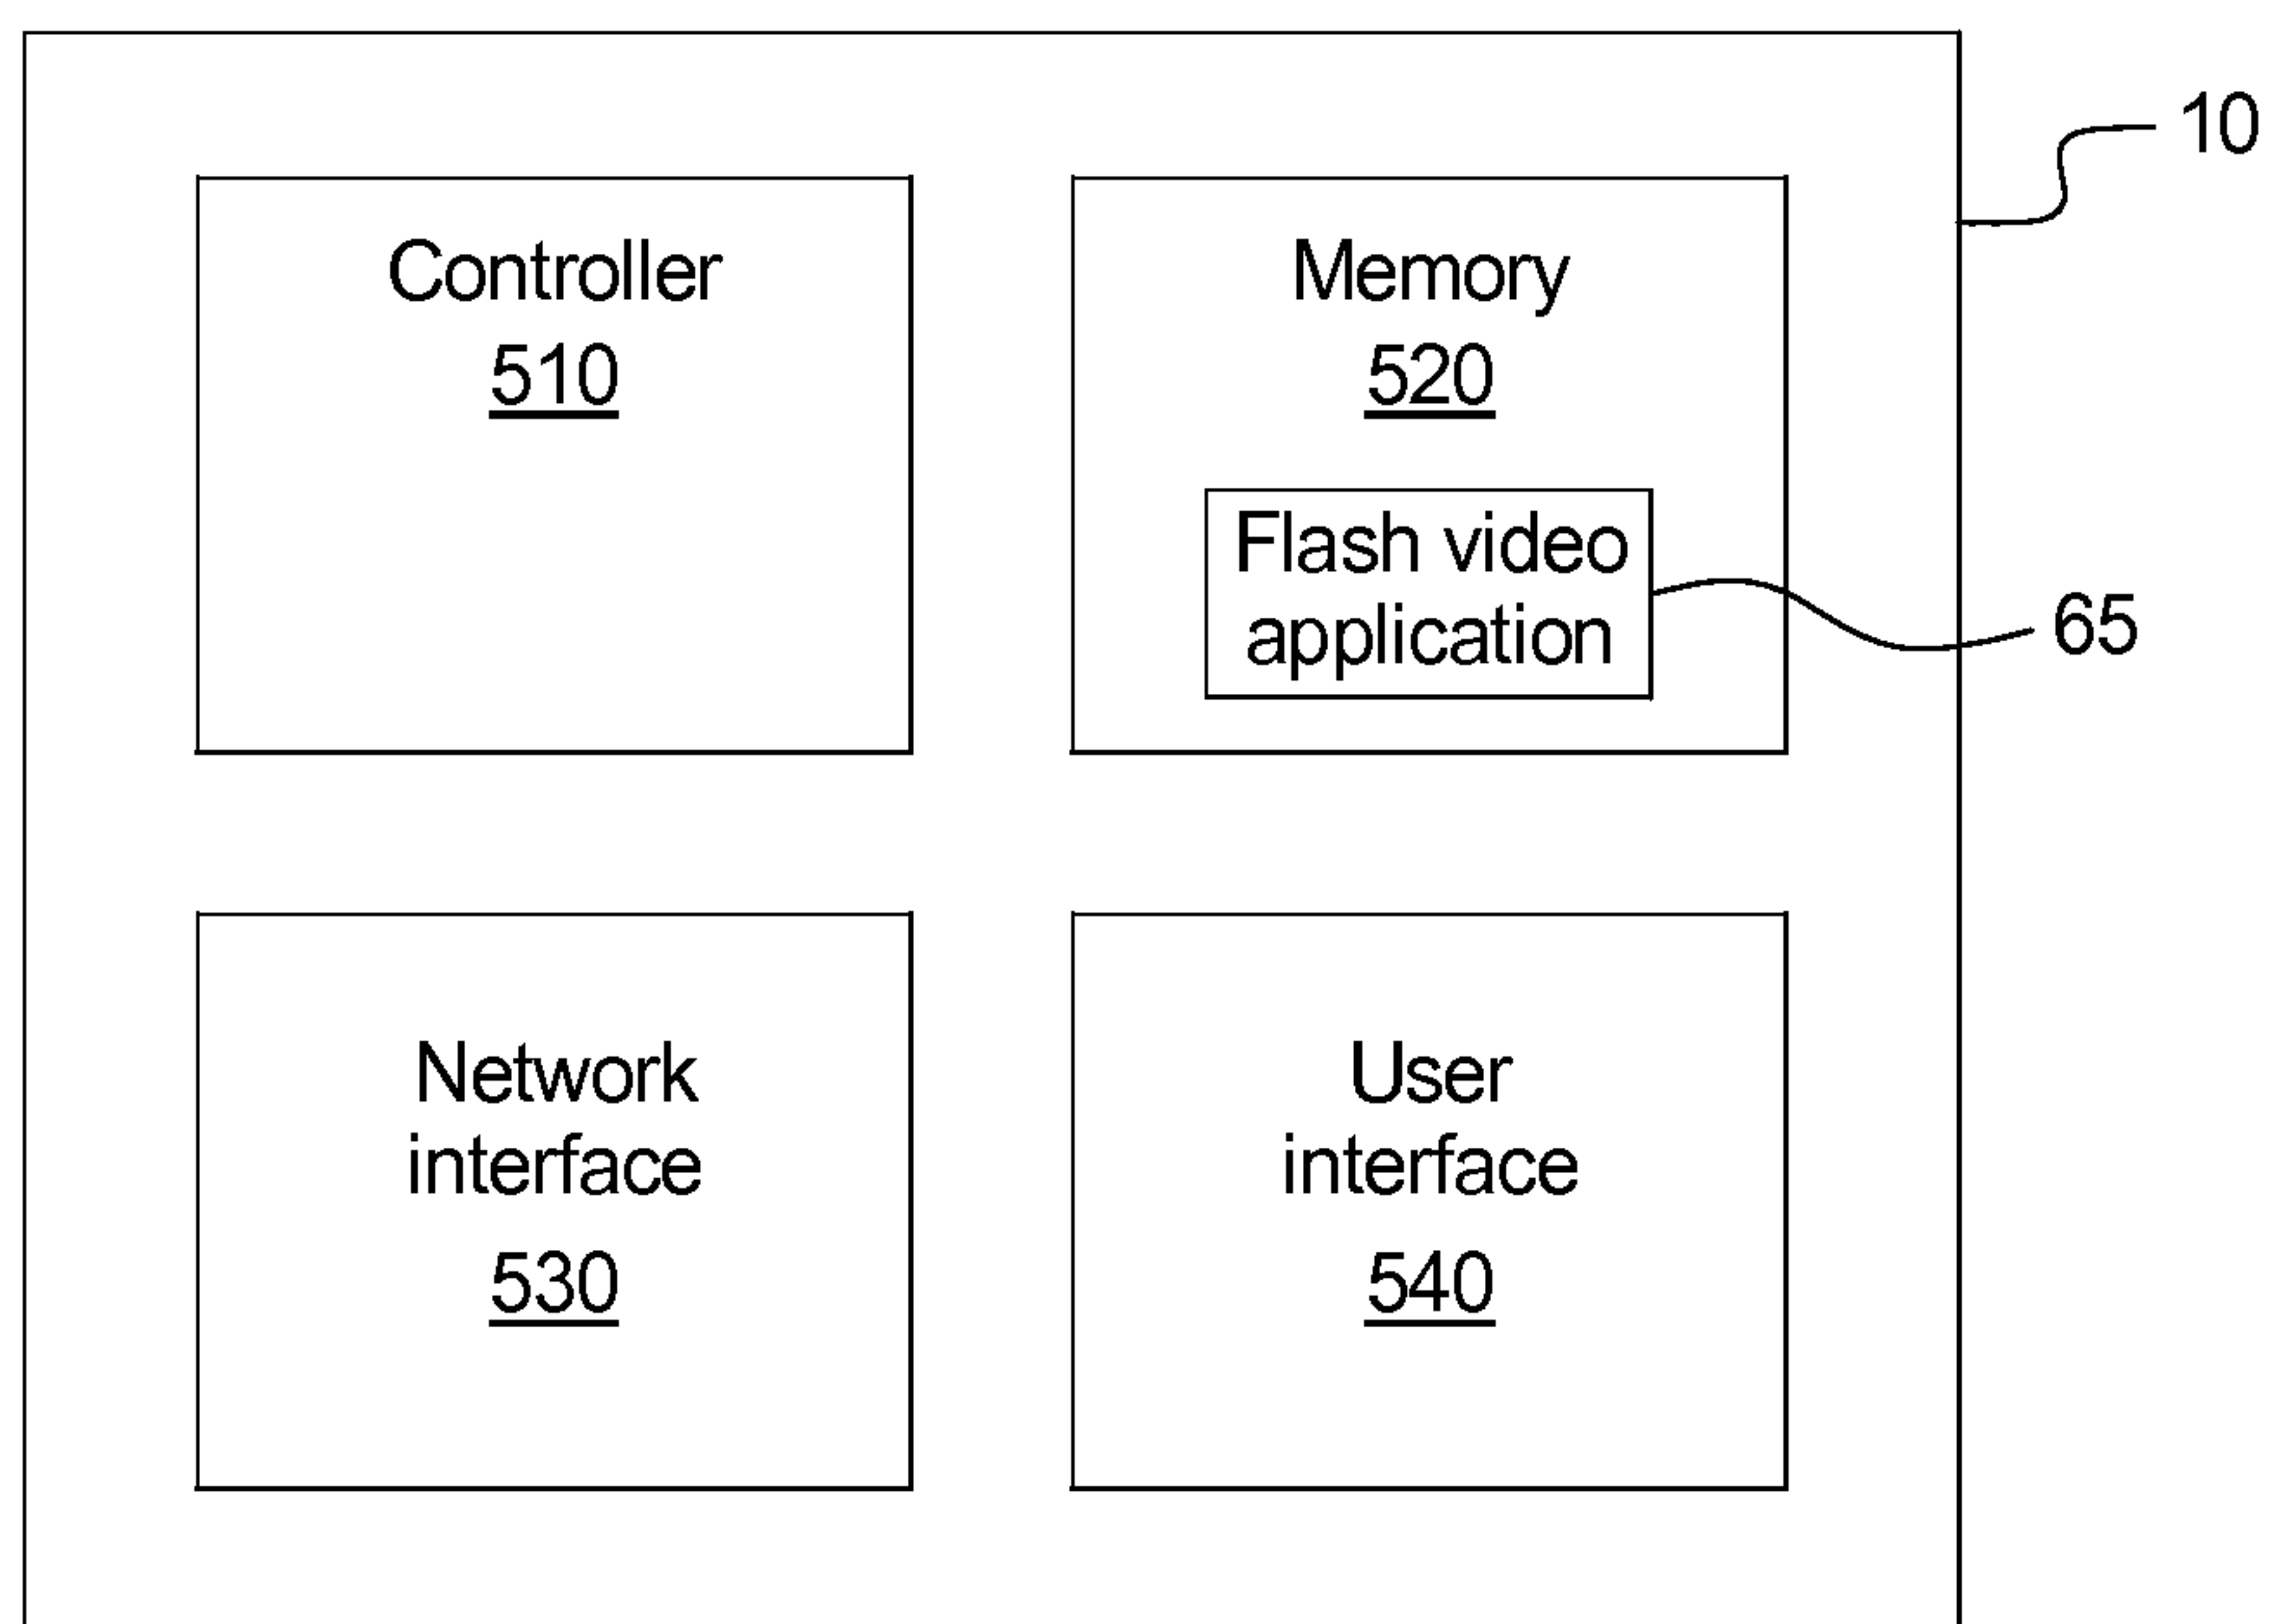 10
Controller
510
Memory
520
Flash video
application
65
Network
interface
530
User
interface
540